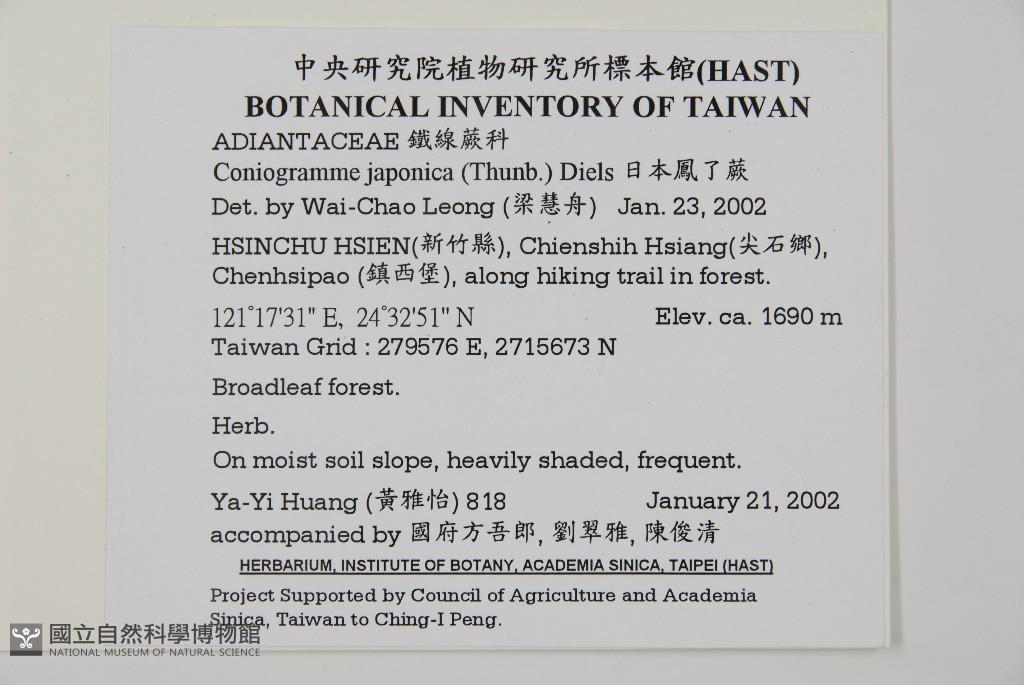 中央研究院植物研究所標本館(HAST)
BOTANICAL INVENTORY OF TAIWAN
ADIANTACEAE 鐵線蕨科
Coniogramme japonica (Thunb.) Diels 日本鳳了蕨
Det. by Wai-Chao Leong (梁慧舟) Jan. 23, 2002
HSINCHU HSIEN(新竹縣), Chienshih Hsiang(尖石鄉),
Chenhsipao (鎮西堡), along hiking trail in forest.
121°17'31" E, 24°32'51" N Elev. ca. 1690 m
Taiwan Grid : 279576 E, 2715673 N
Broadleaf forest.
Herb.
On moist soil slope, heavily shaded, frequent.
Ya-Yi Huang (黃雅怡) 818 January 21, 2002
accompanied by 國府方吾郎, 劉翠雅, 陳俊清
HERBARIUM, INSTITUTE OF BOTANY, ACADEMIA SINICA, TAIPEI (HAST)
Project Supported by Council of Agriculture and Academia
Sinica, Taiwan to Ching-I Peng.
國立自然科學博物館
NATIONAL MUSEUM OF NATURAL SCIENCE